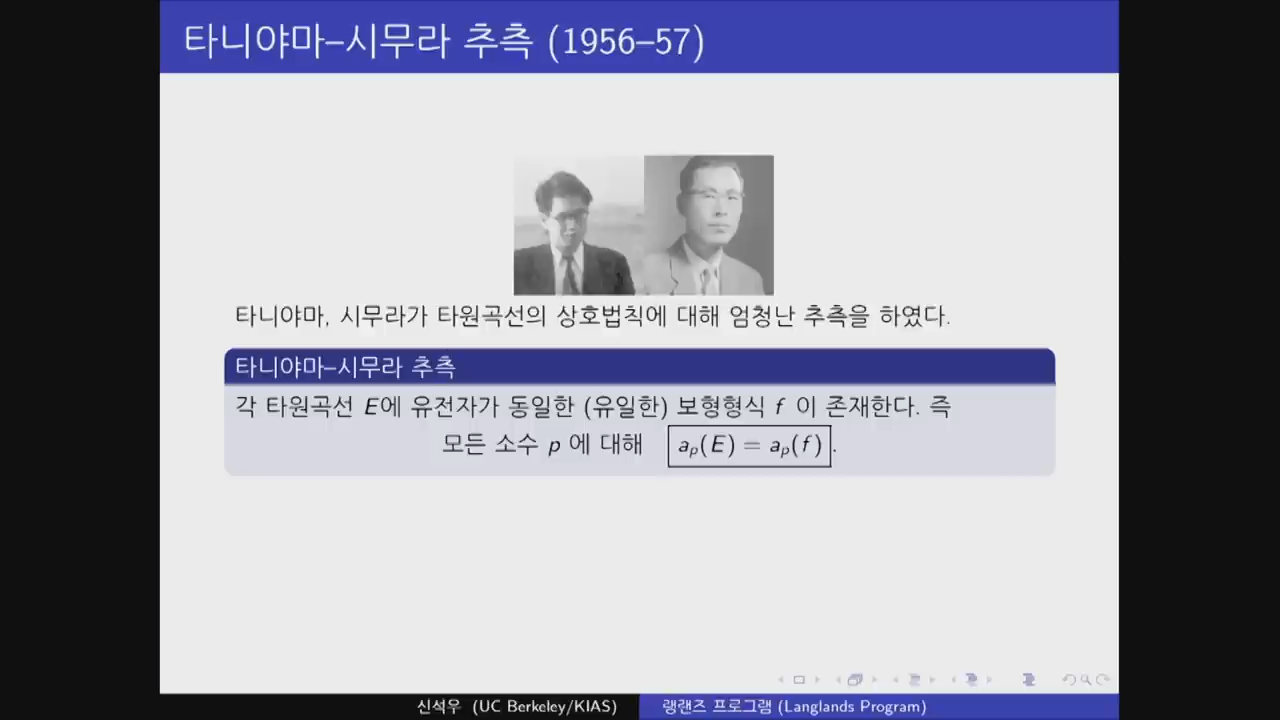 타니야마–시무라 추측 (1956–57)
타니야마, 시무라가 타원곡선의 상호법칙에 대해 엄청난 추측을 하였다.
타니야마–시무라 추측
각 타원곡선 E에 유전자가 동일한 (유일한) 보형형식 f 이 존재한다. 즉
모든 소수 p 에 대해 a_p(E) = a_p(f).
신석우 (UC Berkeley/KIAS) 랭랜즈 프로그램 (Langlands Program)